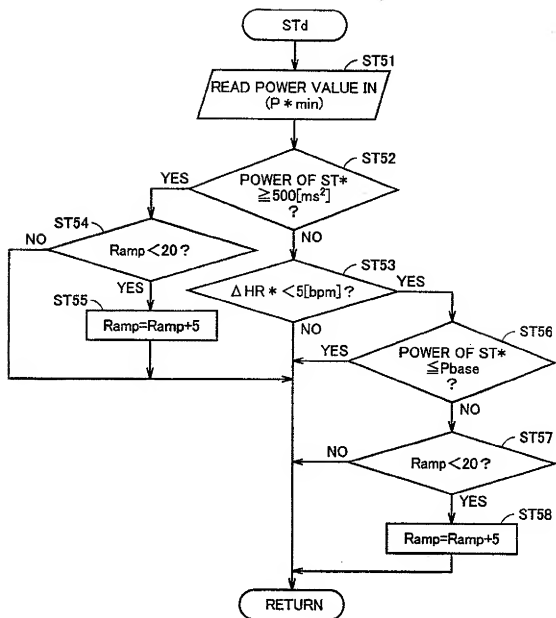 STd
ST51
READ POWER VALUE IN
(P*min)
ST52
POWER OF ST*
≧500[ms²]
?
YES
NO
ST54
Ramp<20?
NO
YES
ST55
Ramp=Ramp+5
ST53
ΔHR*<5[bpm]?
YES
NO
ST56
POWER OF ST*
≦Pbase
?
YES
NO
ST57
Ramp<20?
NO
YES
ST58
Ramp=Ramp+5
RETURN